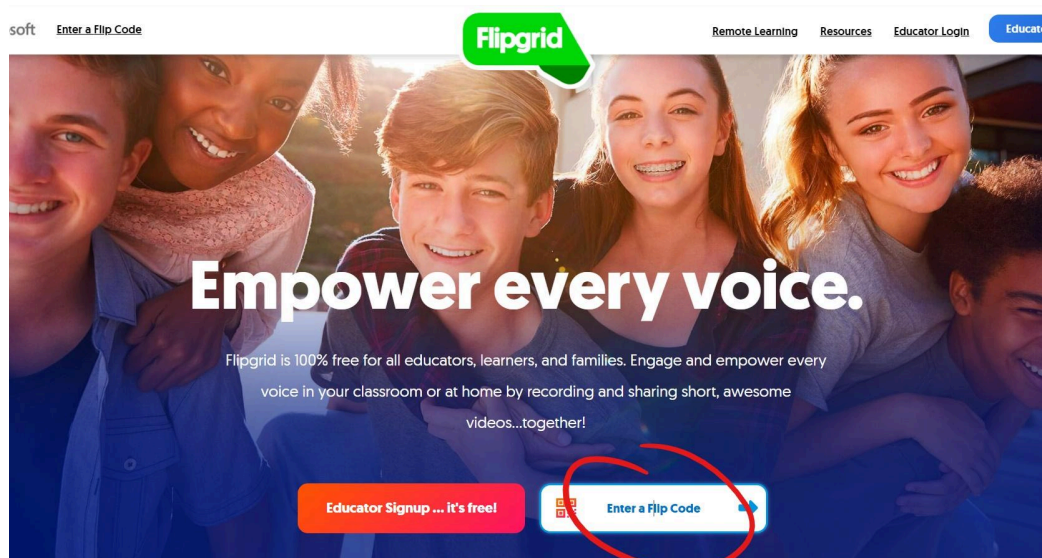 soft Enter a Flip Code Flipgrid Remote Learning Resources Educator Login Educat
Empower every voice.
Flipgrid is 100% free for all educators, learners, and families. Engage and empower every
voice in your classroom or at home by recording and sharing short, awesome
videos...together!
Educator Signup ... it's free! Enter a Flip Code